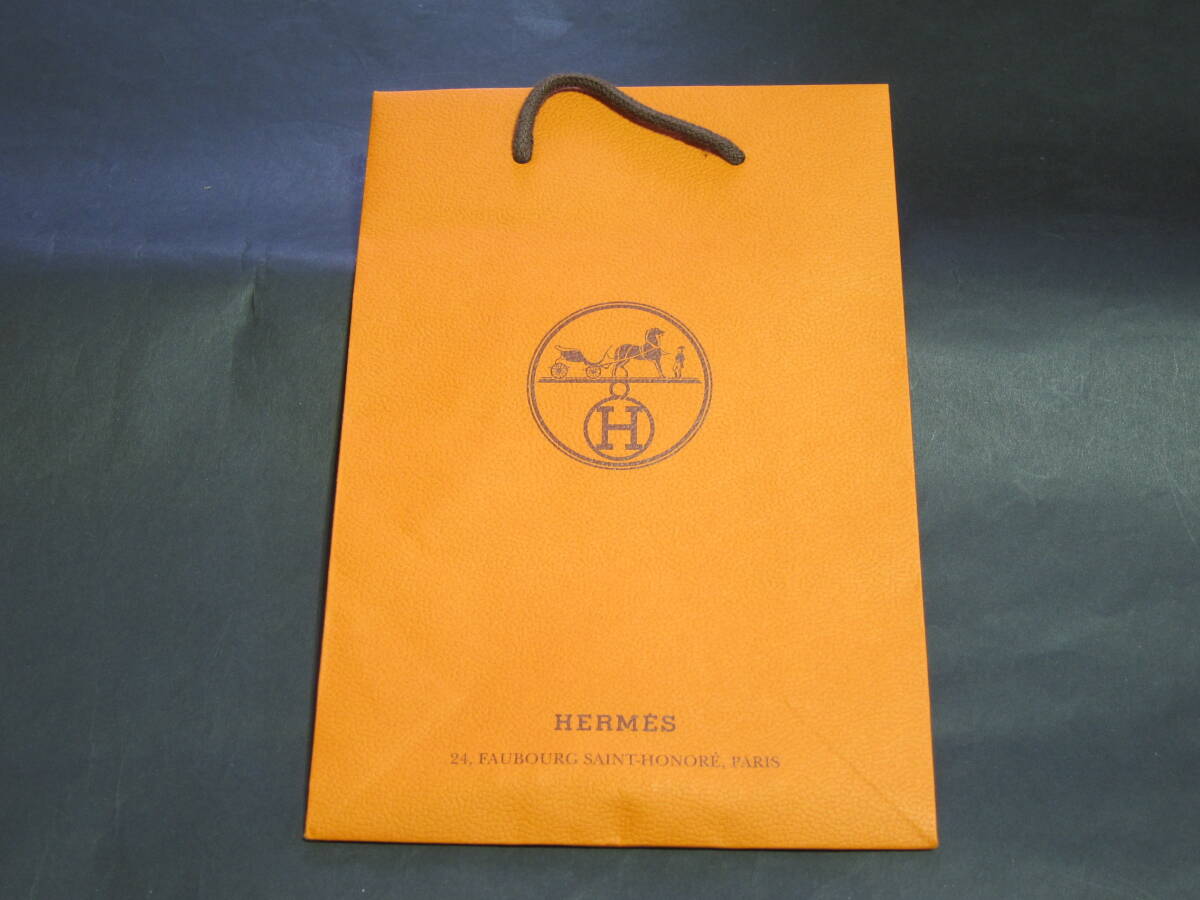 H
HERMÈS
24, FAUBOURG SAINT-HONORÉ, PARIS